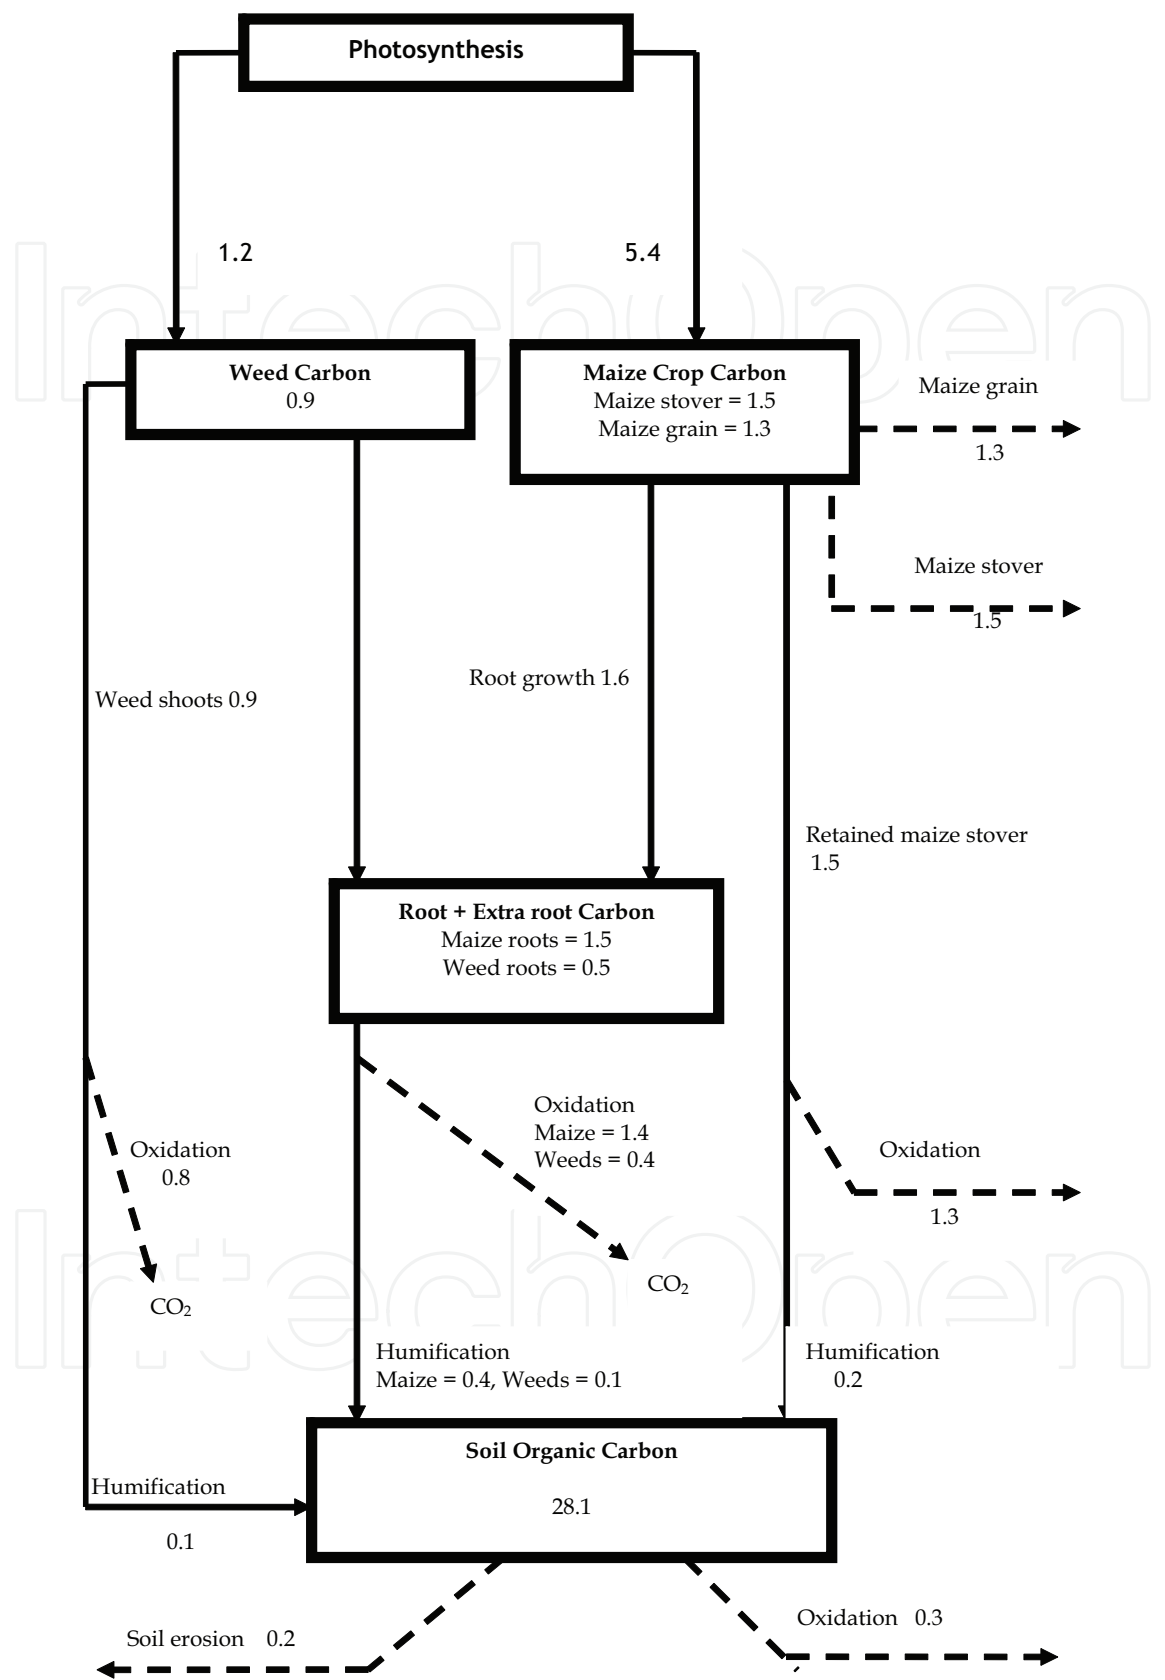 Photosynthesis
1.2
5.4
Weed Carbon
0.9
Maize Crop Carbon
Maize stover = 1.5
Maize grain = 1.3
Maize grain
1.3
Maize stover
1.5
Root growth 1.6
Weed shoots 0.9
Retained maize stover
1.5
Root + Extra root Carbon
Maize roots = 1.5
Weed roots = 0.5
Oxidation
Maize = 1.4
Weeds = 0.4
Oxidation
0.8
Oxidation
1.3
CO₂
CO₂
Humification
Maize = 0.4, Weeds = 0.1
Humification
0.2
Soil Organic Carbon
28.1
Humification
0.1
Oxidation 0.3
Soil erosion 0.2
IntechOpen
IntechOpen